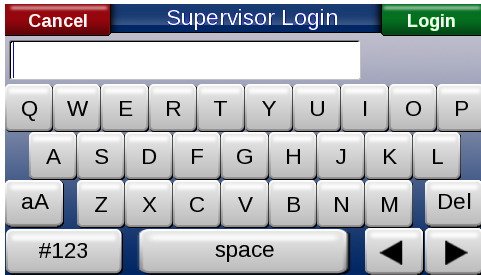 Cancel Supervisor Login Login
Q W E R T Y U I O P
A S D F G H J K L
aA Z X C V B N M Del
#123 space